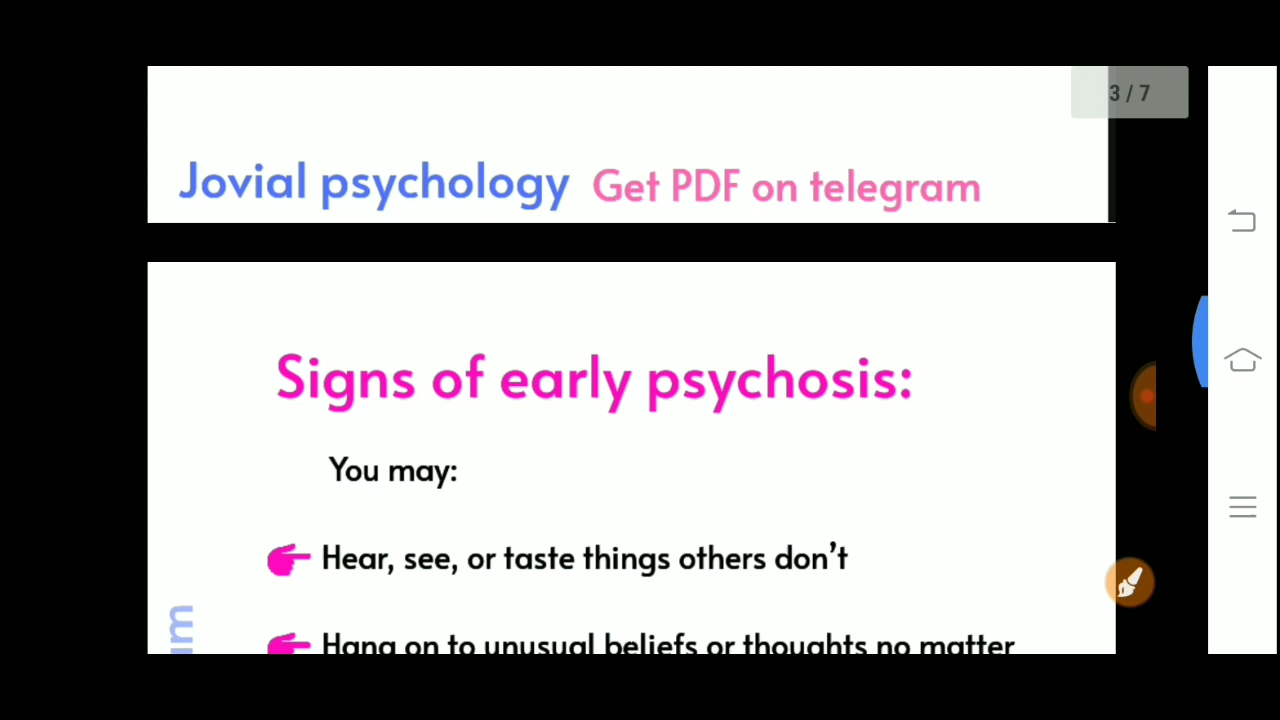 3 / 7
Jovial psychology Get PDF on telegram
Signs of early psychosis:
You may:
Hear, see, or taste things others don't
Hang on to unusual beliefs or thoughts no matter